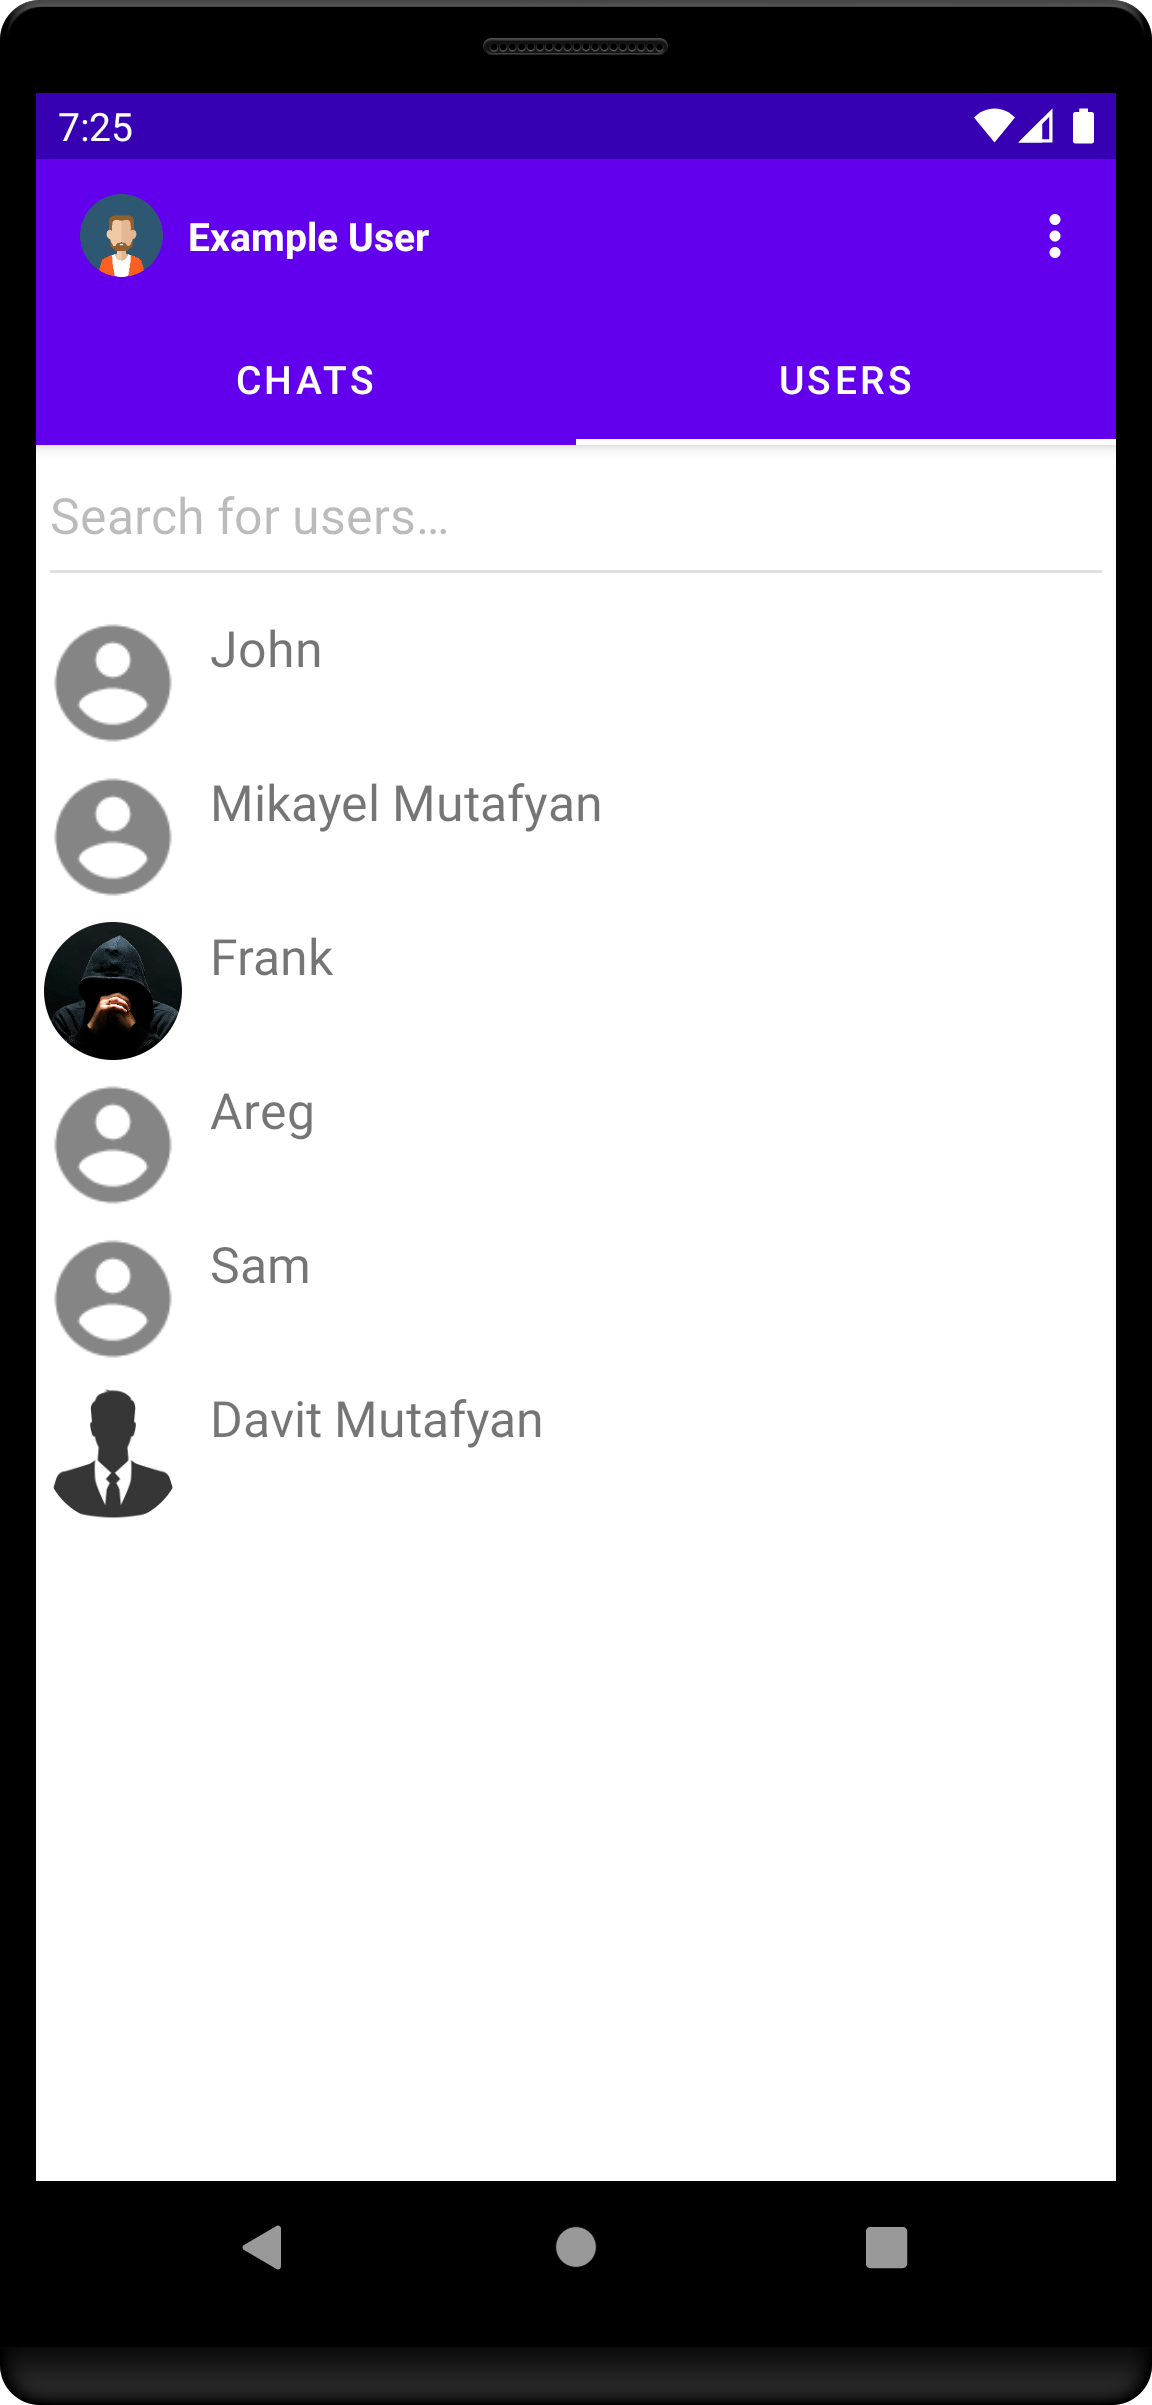 7:25
Example User
CHATS
USERS
Search for users...
John
Mikayel Mutafyan
Frank
Areg
Sam
Davit Mutafyan